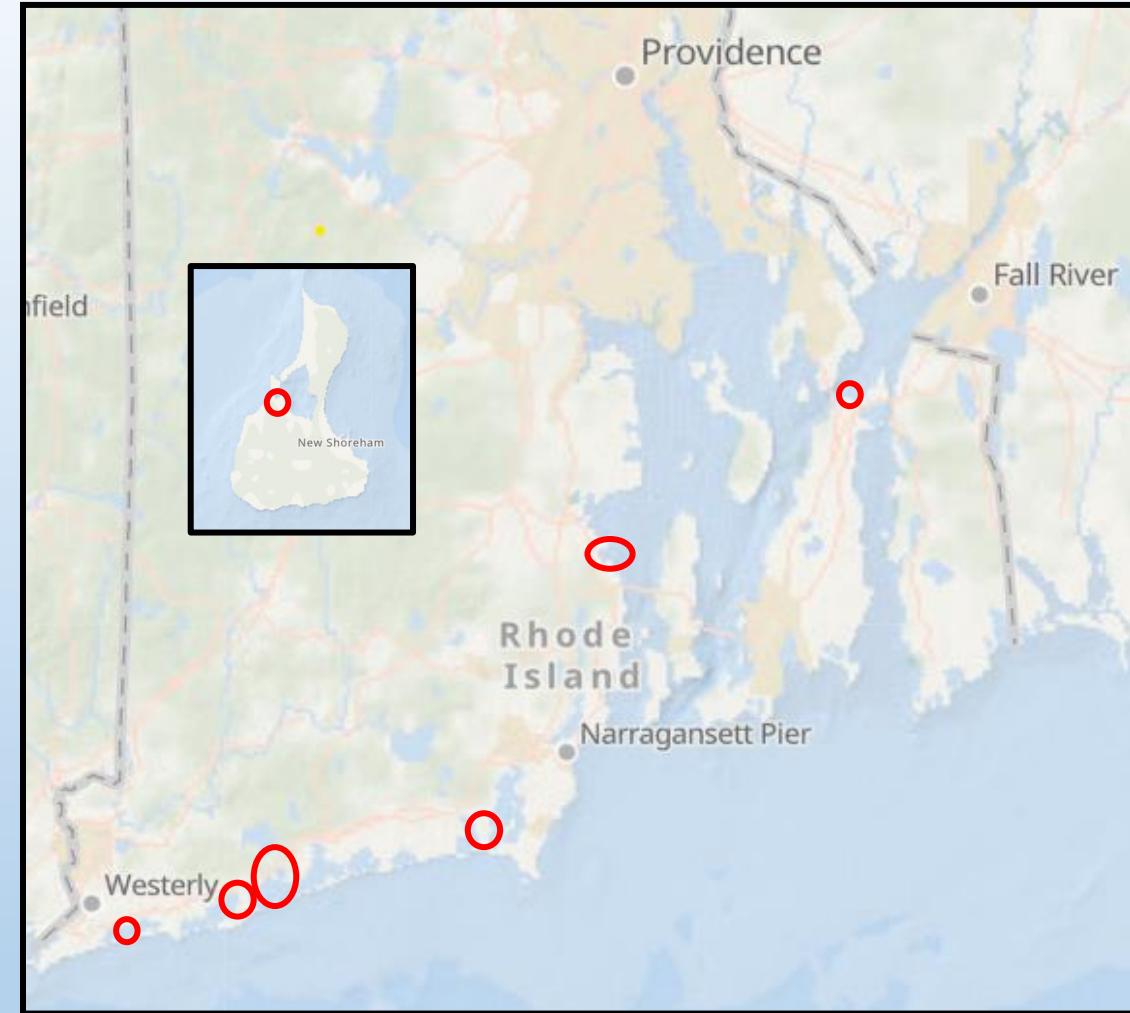 Providence
Fall River
nfield
New Shoreham
Rhode
Island
Narragansett Pier
Westerly